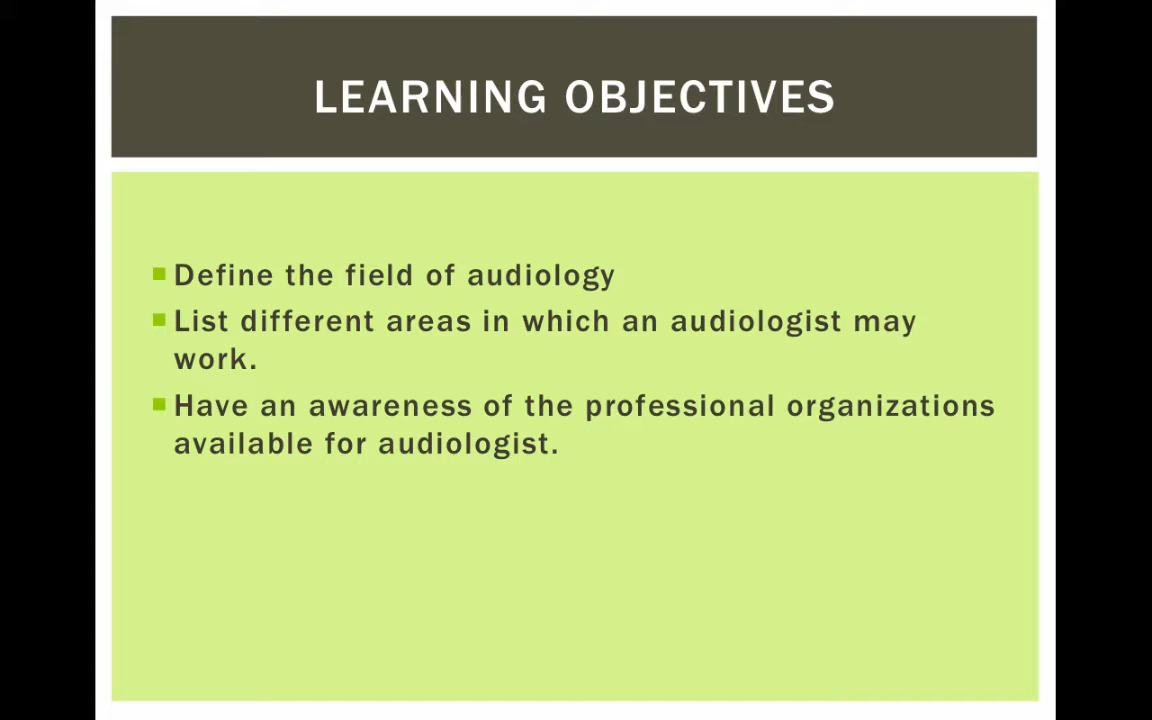 LEARNING OBJECTIVES
Define the field of audiology
List different areas in which an audiologist may
work.
Have an awareness of the professional organizations
available for audiologist.